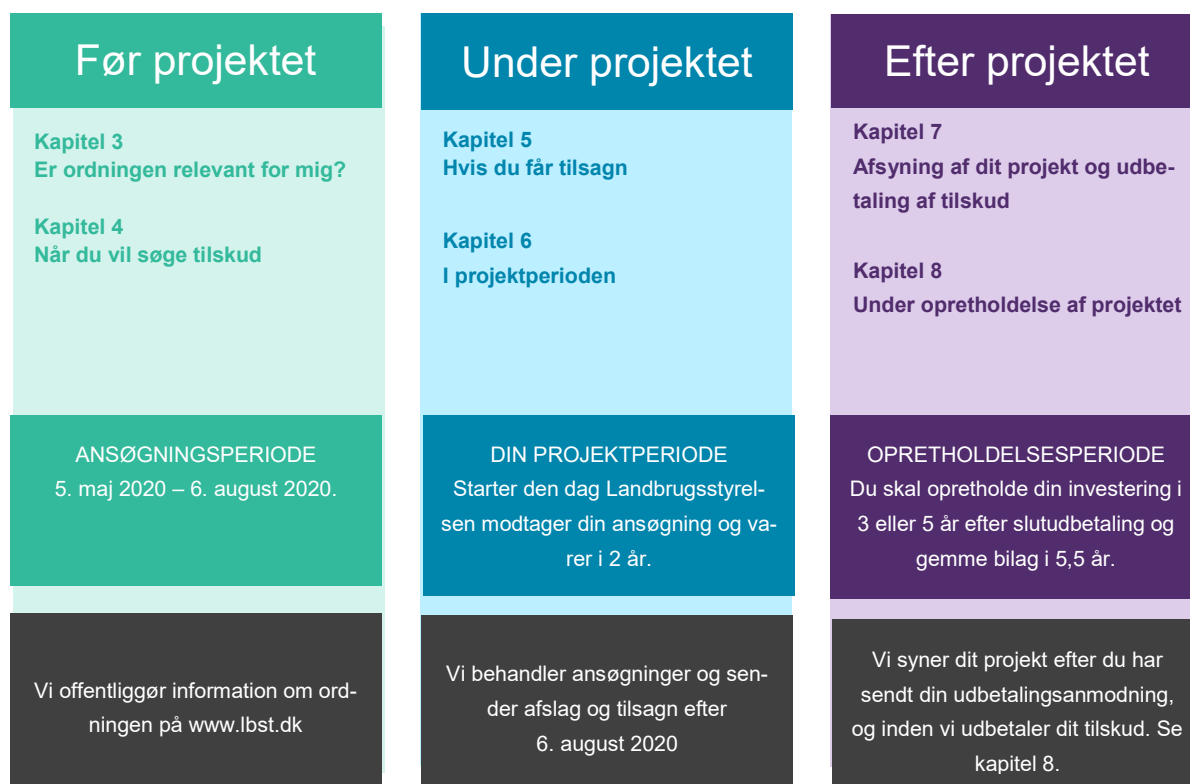 Før projektet
Kapitel 3
Er ordningen relevant for mig?
Kapitel 4
Når du vil søge tilskud
ANSØGNINGSPERIODE
5. maj 2020 – 6. august 2020.
Vi offentliggør information om ord-
ningen på www.lbst.dk
Under projektet
Kapitel 5
Hvis du får tilsagn
Kapitel 6
I projektperioden
DIN PROJEKTPERIODE
Starter den dag Landbrugsstyrel-
sen modtager din ansøgning og va-
rer i 2 år.
Vi behandler ansøgninger og sen-
der afslag og tilsagn efter
6. august 2020
Efter projektet
Kapitel 7
Afsyning af dit projekt og udbe-
taling af tilskud
Kapitel 8
Under opretholdelse af projektet
OPRETHOLDELSESPERIODE
Du skal opretholde din investering i
3 eller 5 år efter slutudbetaling og
gemme bilag i 5,5 år.
Vi syner dit projekt efter du har
sendt din udbetalingsanmodning,
og inden vi udbetaler dit tilskud. Se
kapitel 8.